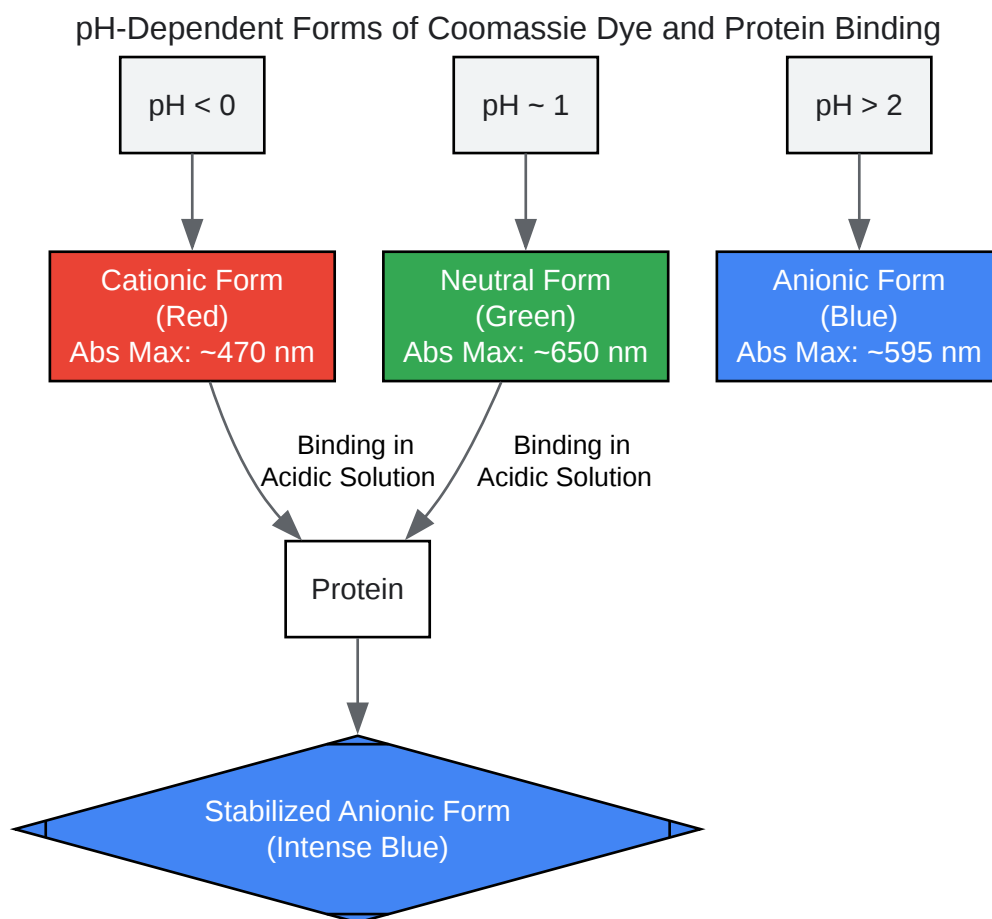 pH-Dependent Forms of Coomassie Dye and Protein Binding
pH < 0
pH ~ 1
pH > 2
Cationic Form
(Red)
Abs Max: ~470 nm
Neutral Form
(Green)
Abs Max: ~650 nm
Anionic Form
(Blue)
Abs Max: ~595 nm
Binding in
Acidic Solution
Binding in
Acidic Solution
Protein
Stabilized Anionic Form
(Intense Blue)